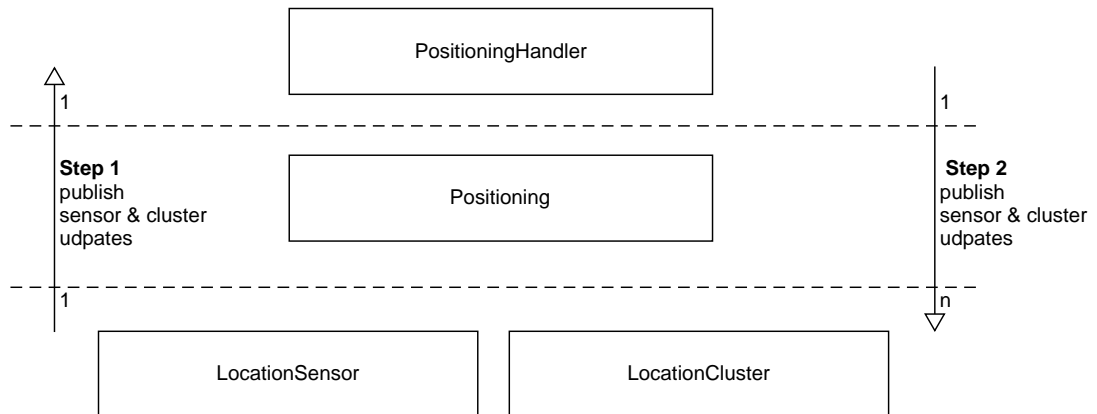 PositioningHandler
1
1
Step 1
publish
sensor & cluster
udpates
Positioning
Step 2
publish
sensor & cluster
udpates
1
n
LocationSensor
LocationCluster